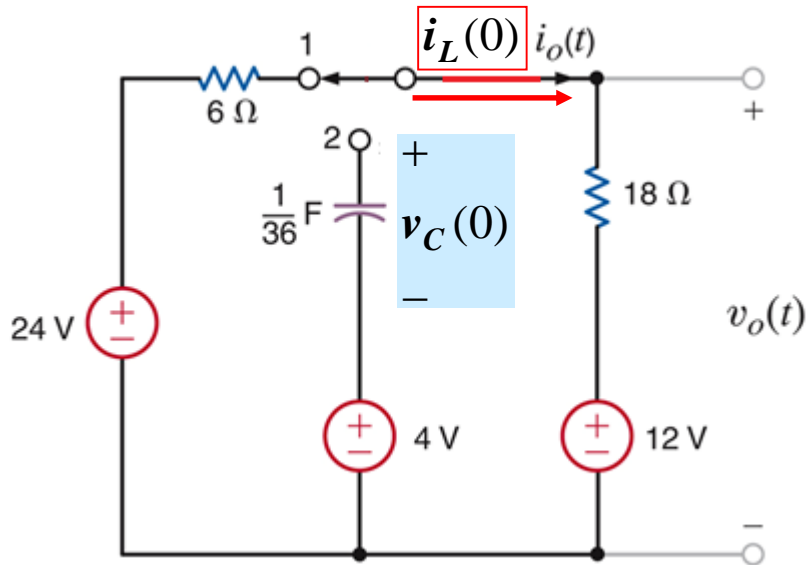 1
i_L(0) i_o(t)
6 Ω
+
2
+
1/36 F
v_C(0)
18 Ω
−
24 V
+
−
v_o(t)
+
−
4 V
+
−
12 V
−